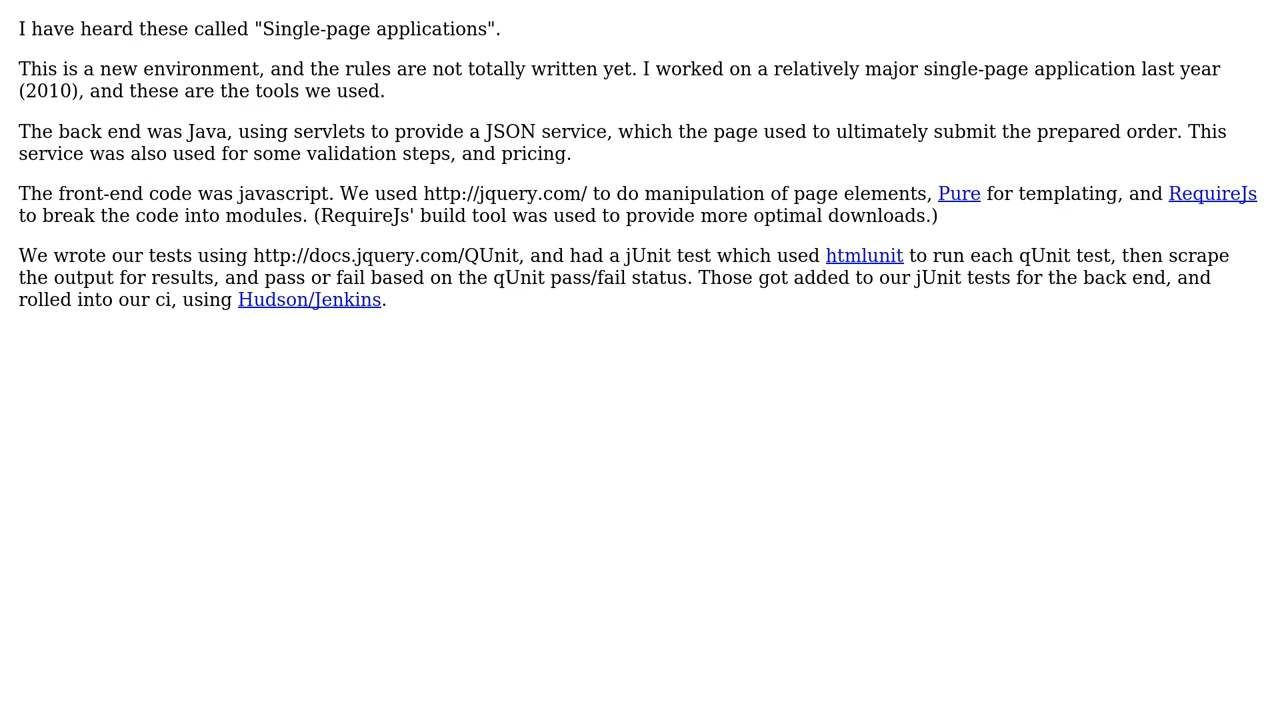 I have heard these called "Single-page applications".
This is a new environment, and the rules are not totally written yet. I worked on a relatively major single-page application last year
(2010), and these are the tools we used.
The back end was Java, using servlets to provide a JSON service, which the page used to ultimately submit the prepared order. This
service was also used for some validation steps, and pricing.
The front-end code was javascript. We used http://jquery.com/ to do manipulation of page elements, Pure for templating, and RequireJs
to break the code into modules. (RequireJs' build tool was used to provide more optimal downloads.)
We wrote our tests using http://docs.jquery.com/QUnit, and had a jUnit test which used htmlunit to run each qUnit test, then scrape
the output for results, and pass or fail based on the qUnit pass/fail status. Those got added to our jUnit tests for the back end, and
rolled into our ci, using Hudson/Jenkins.